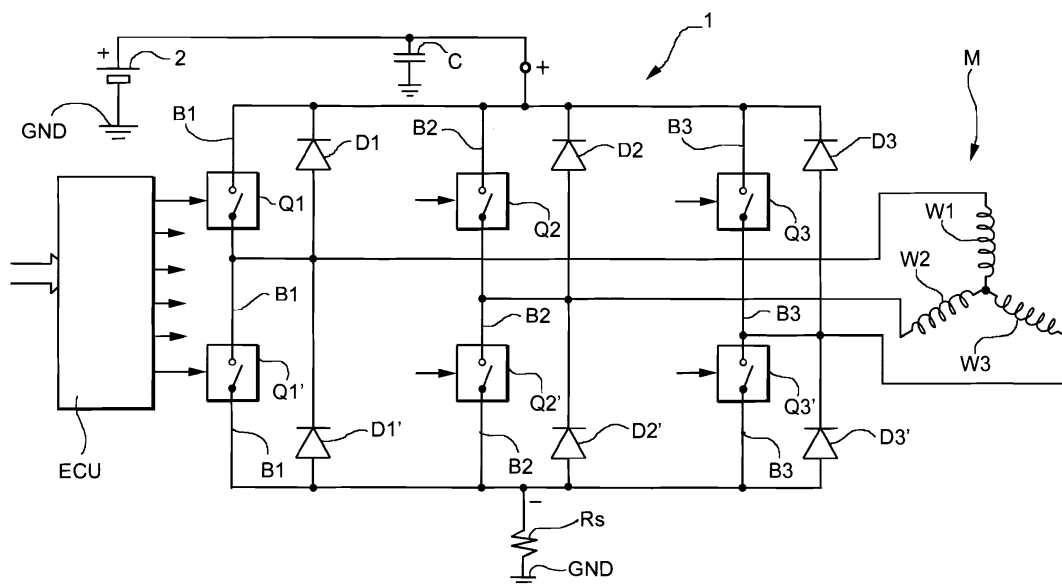 1
+
2
C
+
M
GND
B1
B2
B3
D1
D2
D3
Q1
Q2
Q3
W1
W2
W3
B1
B2
B3
Q1’
Q2’
Q3’
ECU
B1
D1’
B2
D2’
B3
D3’
−
Rs
GND